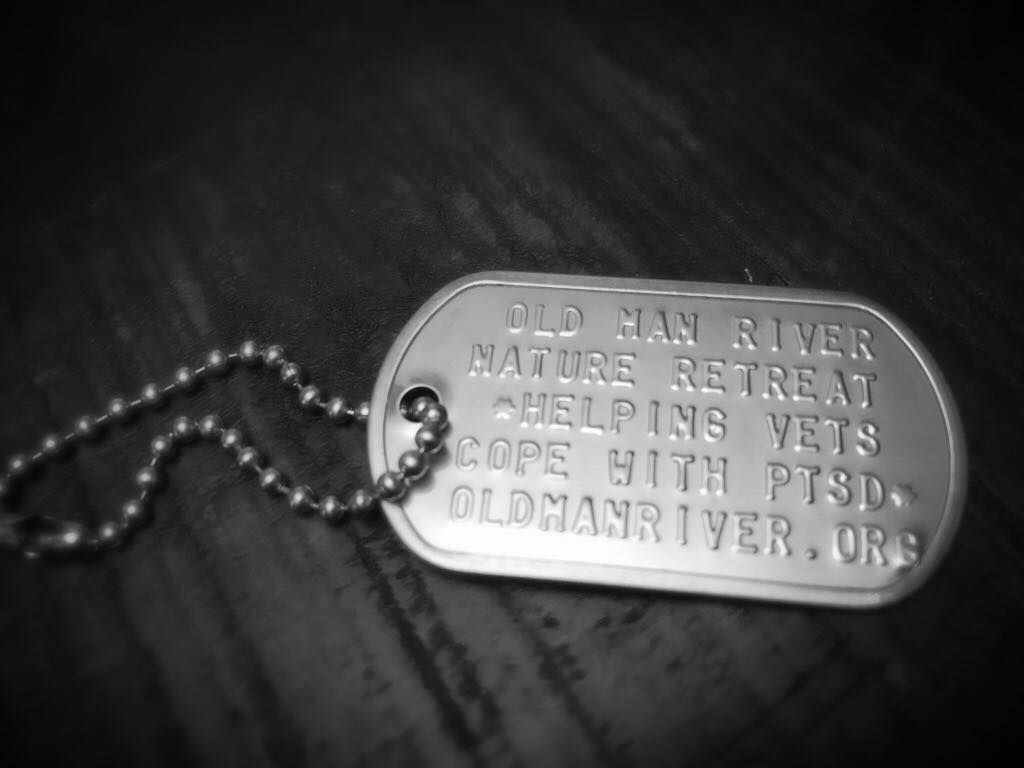 OLD MAN RIVER
NATURE RETREAT
*HELPING VETS
COPE WITH PTSD*
OLDMANRIVER.ORG